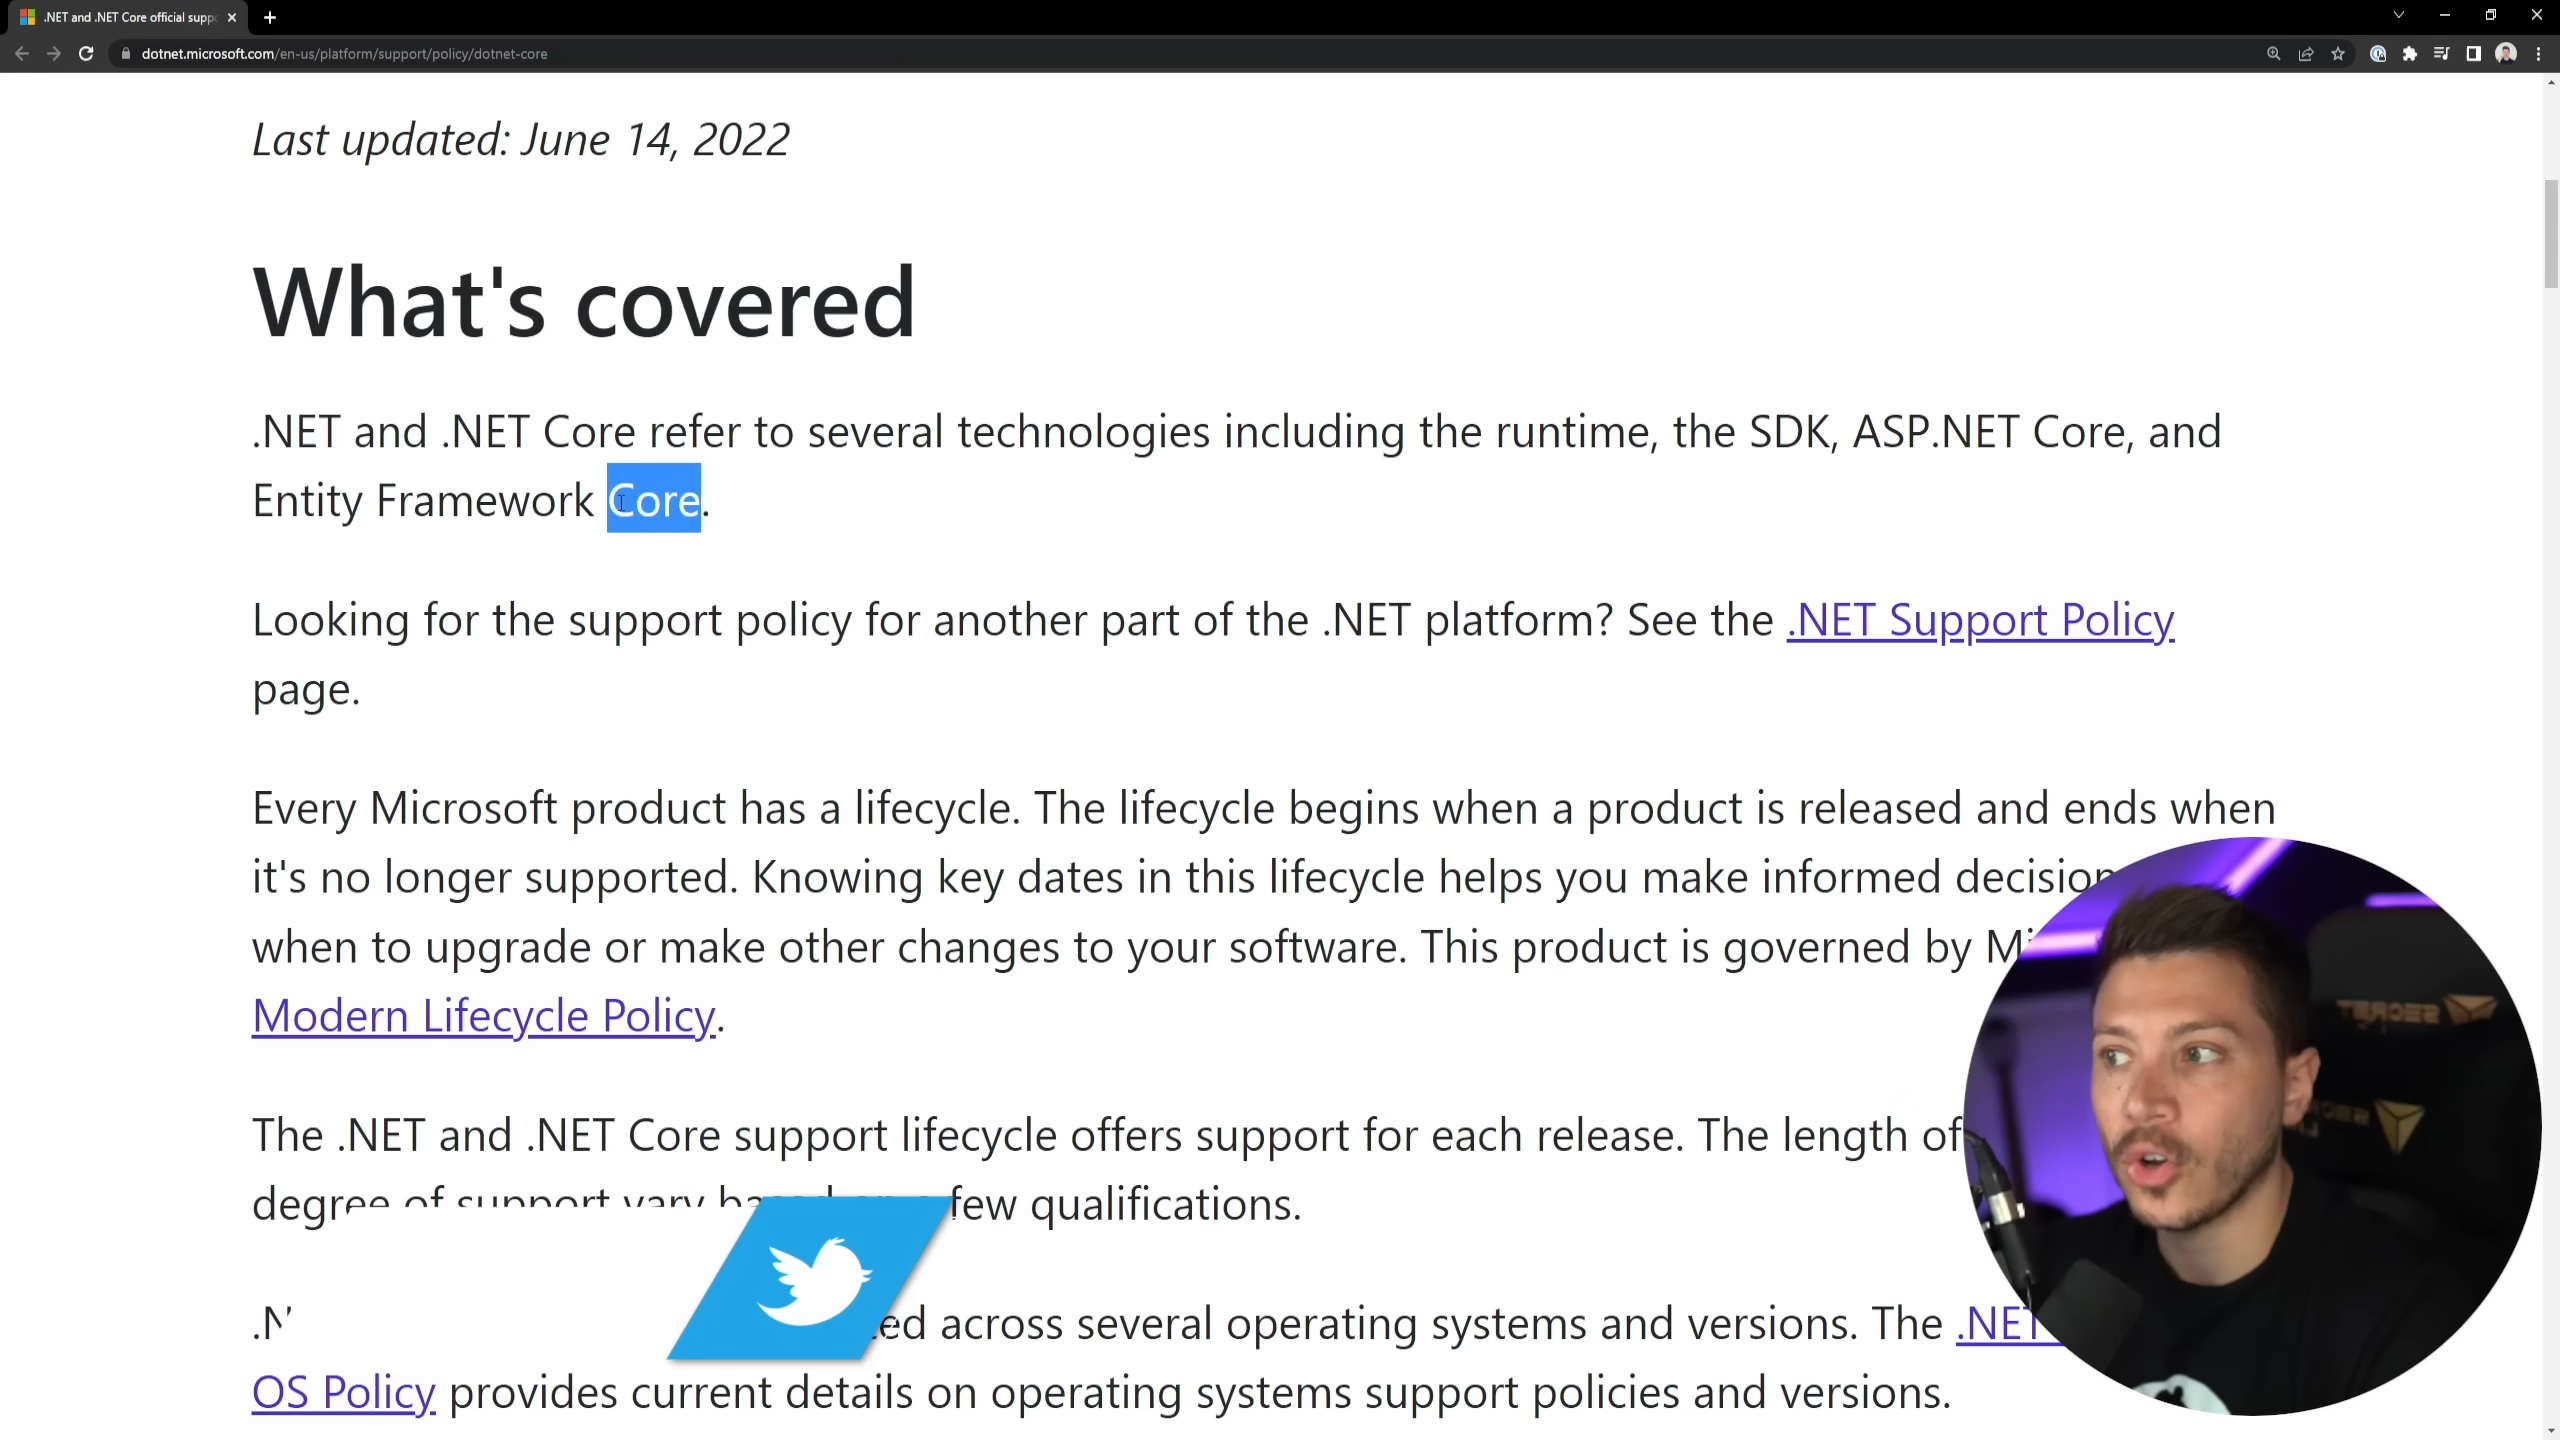 .NET and .NET Core official supp
dotnet.microsoft.com/en-us/platform/support/policy/dotnet-core
Last updated: June 14, 2022
What's covered
.NET and .NET Core refer to several technologies including the runtime, the SDK, ASP.NET Core, and
Entity Framework Core.
Looking for the support policy for another part of the .NET platform? See the .NET Support Policy
page.
Every Microsoft product has a lifecycle. The lifecycle begins when a product is released and ends when
it's no longer supported. Knowing key dates in this lifecycle helps you make informed
when to upgrade or make other changes to your software. This product is governed by
Modern Lifecycle Policy.
The .NET and .NET Core support lifecycle offers support for each release. The length of
degree of support vary few qualifications.
across several operating systems and versions. The .NET
OS Policy provides current details on operating systems support policies and versions.
SECRET